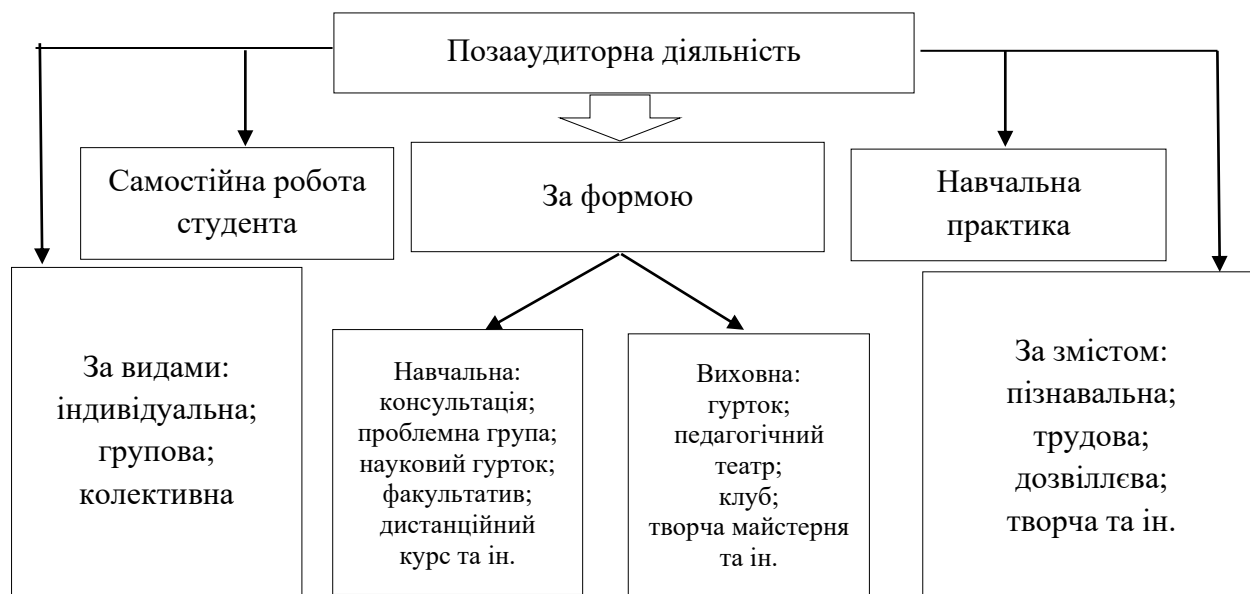 Позааудиторна діяльність
Самостійна робота
студента
За формою
Навчальна
практика
За видами:
індивідуальна;
групова;
колективна
Навчальна:
консультація;
проблемна група;
науковий гурток;
факультатив;
дистанційний
курс та ін.
Виховна:
гурток;
педагогічний
театр;
клуб;
творча майстерня
та ін.
За змістом:
пізнавальна;
трудова;
дозвіллєва;
творча та ін.